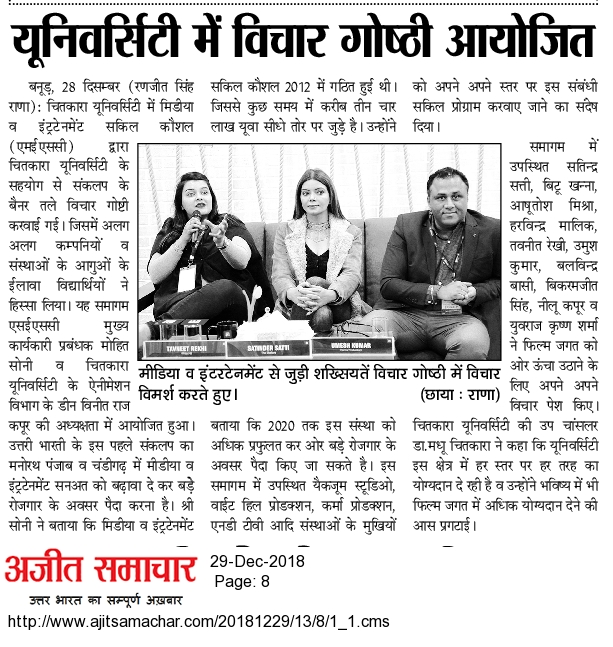 यूनिवर्सिटी में विचार गोष्ठी आयोजित
बनूड़, 28 दिसम्बर (रणजीत सिंह
राणा): चितकारा यूनिवर्सिटी में मिडीया
व इंट्रटेनमेंट सकिल कौशल
(एमईएससी) द्वारा
चितकारा यूनिवर्सिटी के
सहयोग से संकलप के
बैनर तले विचार गोष्टी
करवाई गई। जिसमें अलग
अलग कम्पनियों व
संस्थाओं के आगुओं के
ईलावा विद्यार्थियों ने
हिस्सा लिया। यह समागम
एसईएससी मुख्य
कार्यकारी प्रबंधक मोहित
सोनी व चितकारा
यूनिवर्सिटी के ऐनीमेशन
विभाग के डीन विनीत राज
कपूर की अध्यषता में आयोजित हुआ।
उत्तरी भारती के इस पहले संकलप का
मनोरथ पंजाब व चंडीगढ़ में मीडीया व
इंट्रटेनमेंट सनअत को बढ़ावा दे कर बड़े
रोजगार के अवसर पैदा करना है। श्री
सोनी ने बताया कि मिडीया व इंट्रटेनमेंट
सकिल कौशल 2012 में गठित हुई थी।
जिससे कुछ समय में करीब तीन चार
लाख यूवा सीधे तोर पर जुड़े है। उन्होंने
TAVNEET REKHI
SATINDER SATTI
UMESH KUMAR
मीडिया व इंटरटेनमेंट से जुड़ी शख्सियतें विचार गोष्ठी में विचार
विमर्श करते हुए। (छाया : राणा)
बताया कि 2020 तक इस संस्था को
अधिक प्रफुलत कर ओर बड़े रोजगार के
अवसर पैदा किए जा सकते है। इस
समागम में उपस्थित यैकजूम स्टूडिओ,
वाईट हिल प्रोडक्शन, कर्मा प्रोडक्शन,
एनडी टीवी आदि संस्थाओं के मुखियों
को अपने अपने स्तर पर इस संबंधी
सकिल प्रोग्राम करवाए जाने का सदेंष
दिया।
समागम में
उपस्थित सतिन्द्र
सत्ती, बिटू खन्ना,
आषूतोश मिश्रा,
हरविन्द्र मालिक,
तवनीत रेखी, उमुश
कुमार, बलविन्द्र
बासी, बिकरमजीत
सिंह, नीलू कपूर व
युवराज कृष्ण शर्मा
ने फिल्म जगत को
ओर ऊंचा उठाने के
लिए अपने अपने
विचार पेश किए।
चितकारा यूनिवर्सिटी की उप चांसलर
डा.मधू चितकारा ने कहा कि यूनिवर्सिटी
इस क्षेत्र में हर स्तर पर हर तरह का
योग्यदान दे रही है व उन्होंने भविष्य में भी
फिल्म जगत में अधिक योग्यदान देने की
आस प्रगटाई।
अजीत समाचार
उत्तर भारत का सम्पूर्ण अख़बार
29-Dec-2018
Page: 8
http://www.ajitsamachar.com/20181229/13/8/1_1.cms